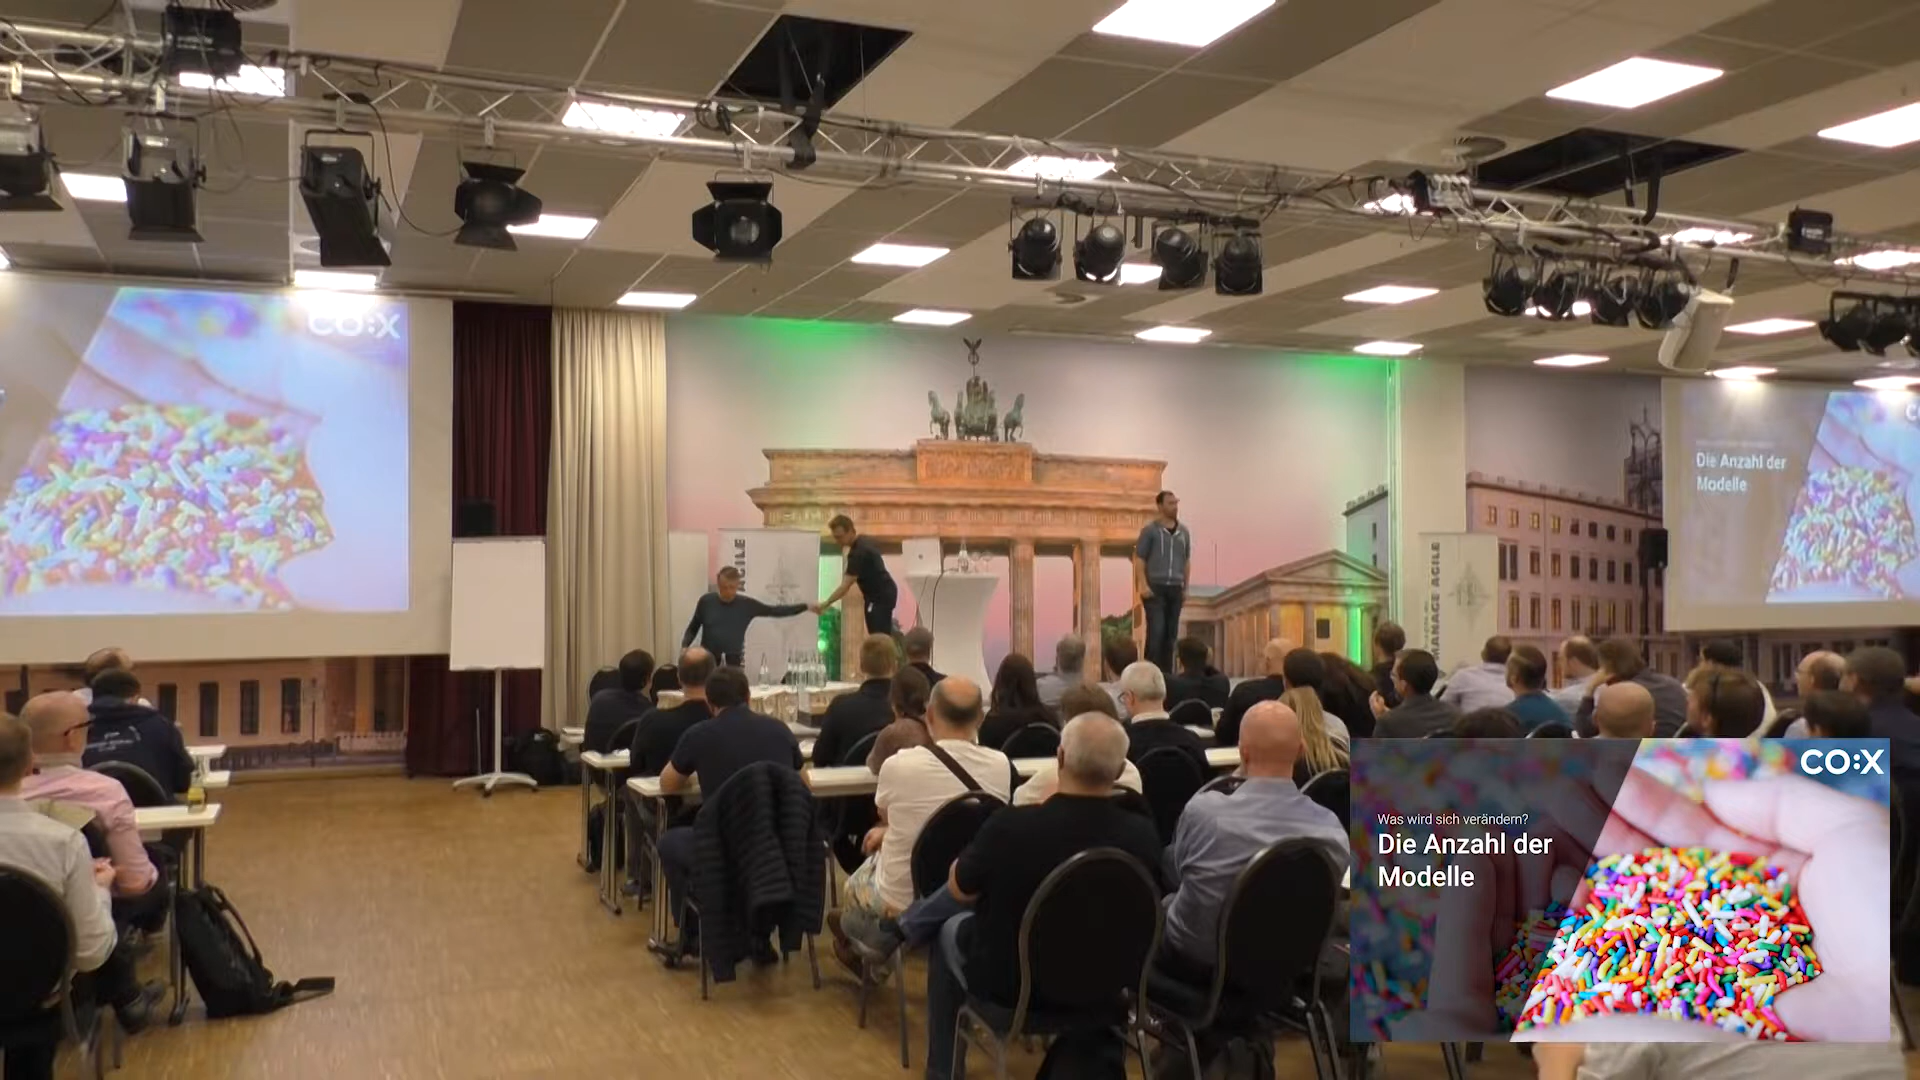 CO:X
Die Anzahl der
Modelle
AGILE
MANAGE AGILE
CO:X
Was wird sich verändern?
Die Anzahl der
Modelle